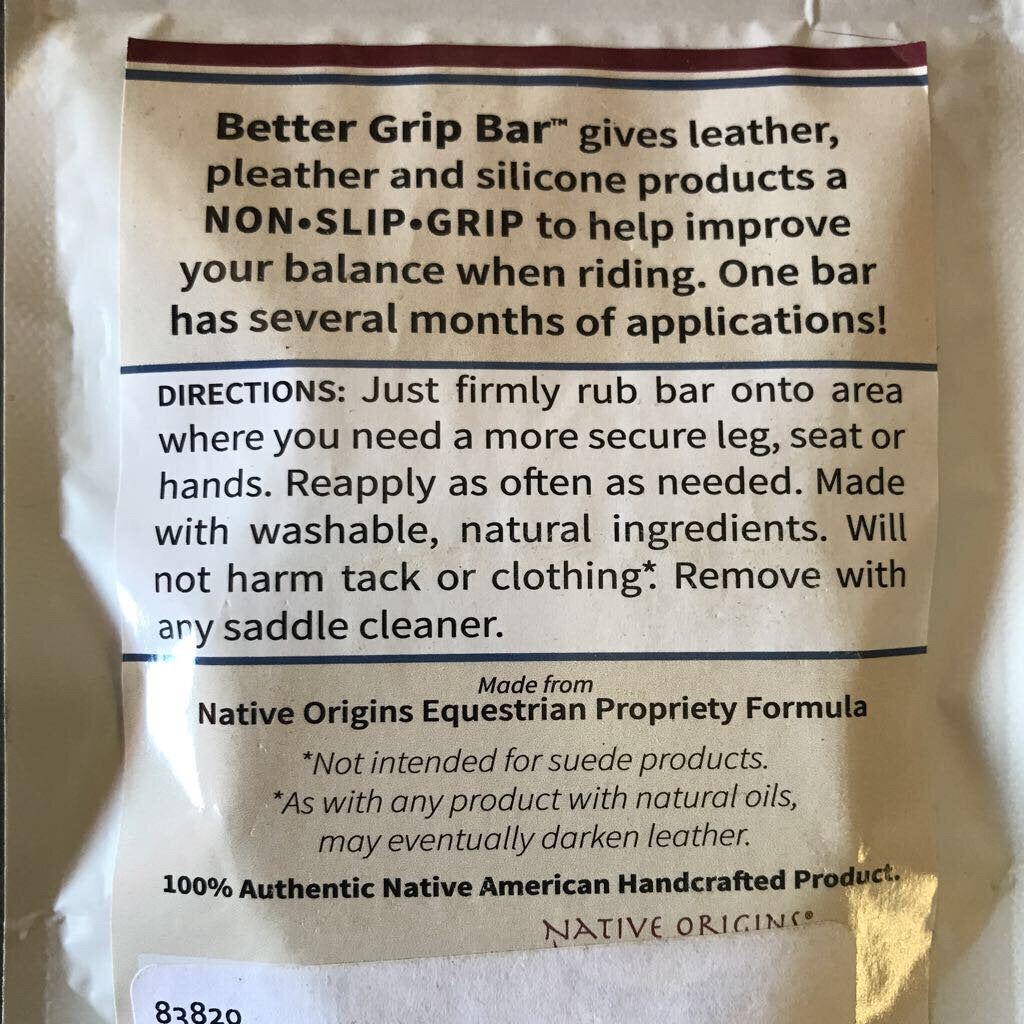 Better Grip Bar™ gives leather,
pleather and silicone products a
NON•SLIP•GRIP to help improve
your balance when riding. One bar
has several months of applications!
DIRECTIONS: Just firmly rub bar onto area
where you need a more secure leg, seat or
hands. Reapply as often as needed. Made
with washable, natural ingredients. Will
not harm tack or clothing*. Remove with
any saddle cleaner.
Made from
Native Origins Equestrian Propriety Formula
*Not intended for suede products.
*As with any product with natural oils,
may eventually darken leather.
100% Authentic Native American Handcrafted Product.
NATIVE ORIGINS®
83820